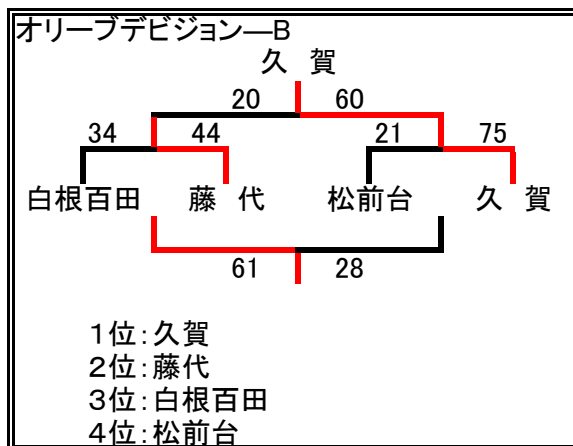 オリーブデビジョン―B
久　賀
20　60
34　44　21　75
白根百田　藤　代　松前台　久　賀
61　28
1位:久賀
2位:藤代
3位:白根百田
4位:松前台